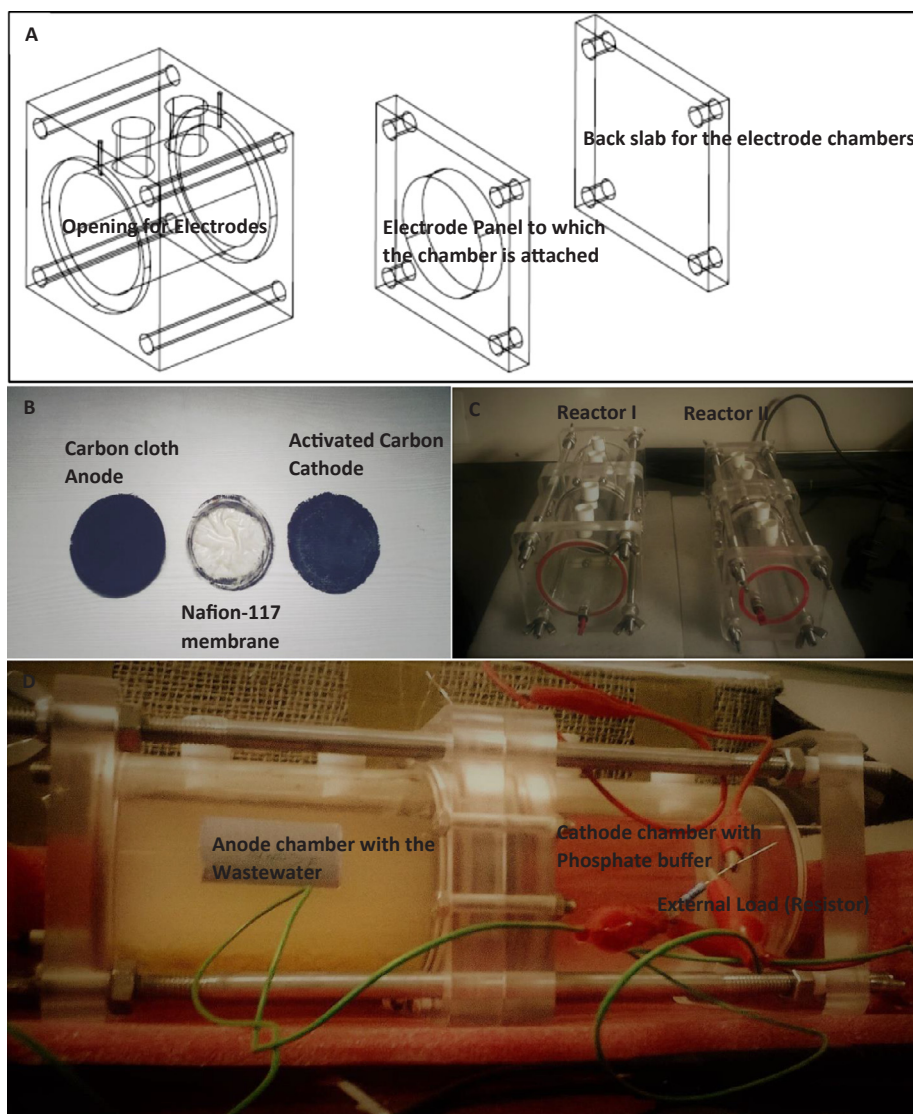 A
Back slab for the electrode chambers
Opening for Electrodes
Electrode Panel to which
the chamber is attached
B
Carbon cloth
Anode
Activated Carbon
Cathode
Nafion-117
membrane
C
Reactor I
Reactor II
D
Anode chamber with the
Wastewater
Cathode chamber with
Phosphate buffer
External Load (Resistor)